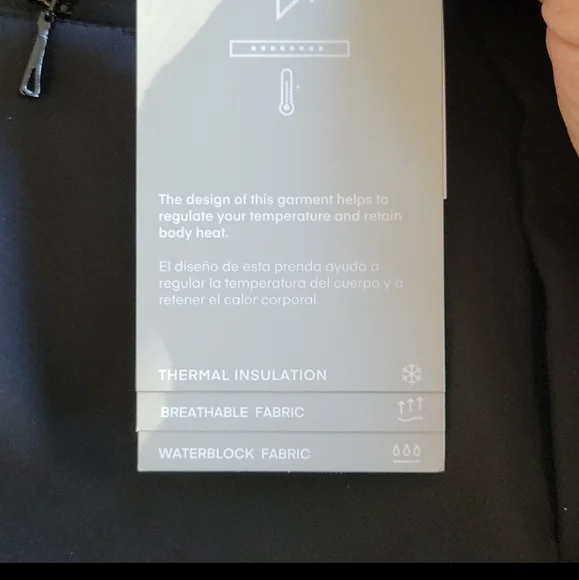 The design of this garment helps to
regulate your temperature and retain
body heat.
El diseño de esta prenda ayuda a
regular la temperatura del cuerpo y a
retener el calor corporal.
THERMAL INSULATION
BREATHABLE FABRIC
WATERBLOCK FABRIC